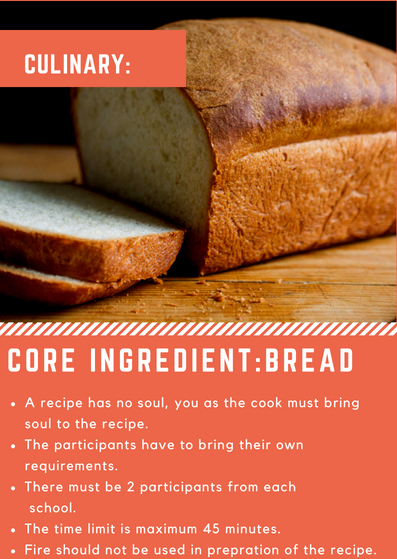 CULINARY:
CORE INGREDIENT:BREAD
• A recipe has no soul, you as the cook must bring
soul to the recipe.
• The participants have to bring their own
requirements.
• There must be 2 participants from each
school.
• The time limit is maximum 45 minutes.
• Fire should not be used in prepration of the recipe.